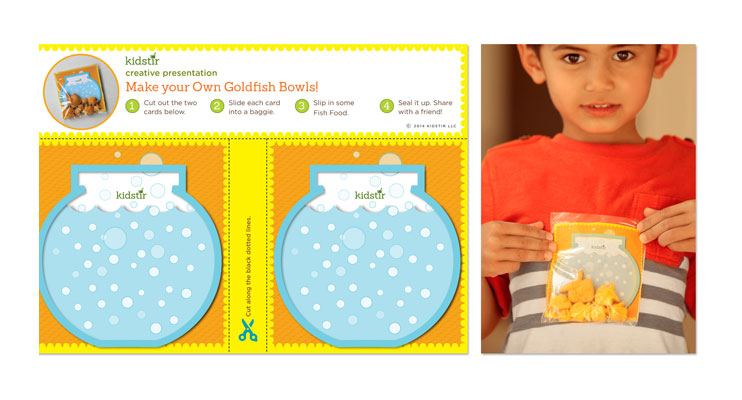 kidstir
creative presentation
Make your Own Goldfish Bowls!
1 Cut out the two
cards below.
2 Slide each card
into a baggie.
3 Slip in some
Fish Food.
4 Seal it up. Share
with a friend!
© 2014 KIDSTIR LLC
kidstir
Cut along the black dotted lines.
kidstir
kidstir